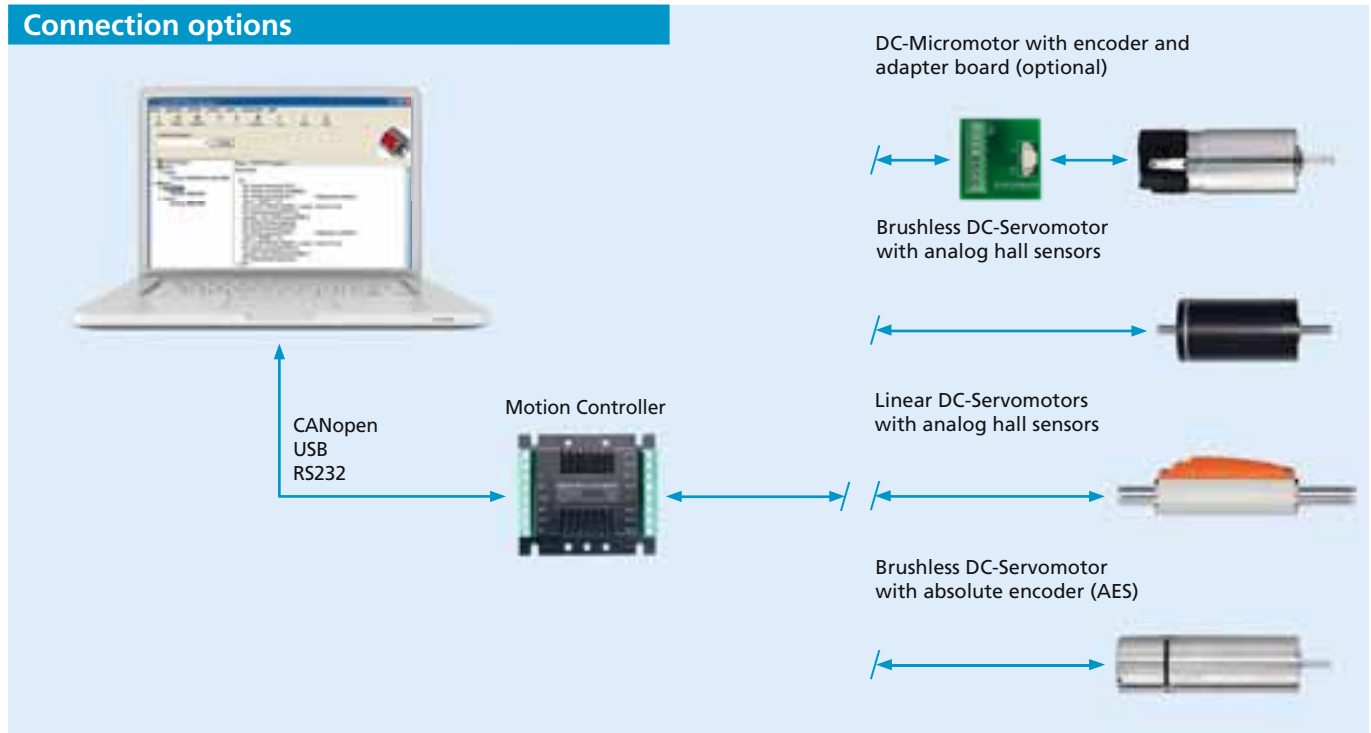 Connection options
DC-Micromotor with encoder and
adapter board (optional)
Brushless DC-Servomotor
with analog hall sensors
CANopen
USB
RS232
Motion Controller
Linear DC-Servomotors
with analog hall sensors
Brushless DC-Servomotor
with absolute encoder (AES)